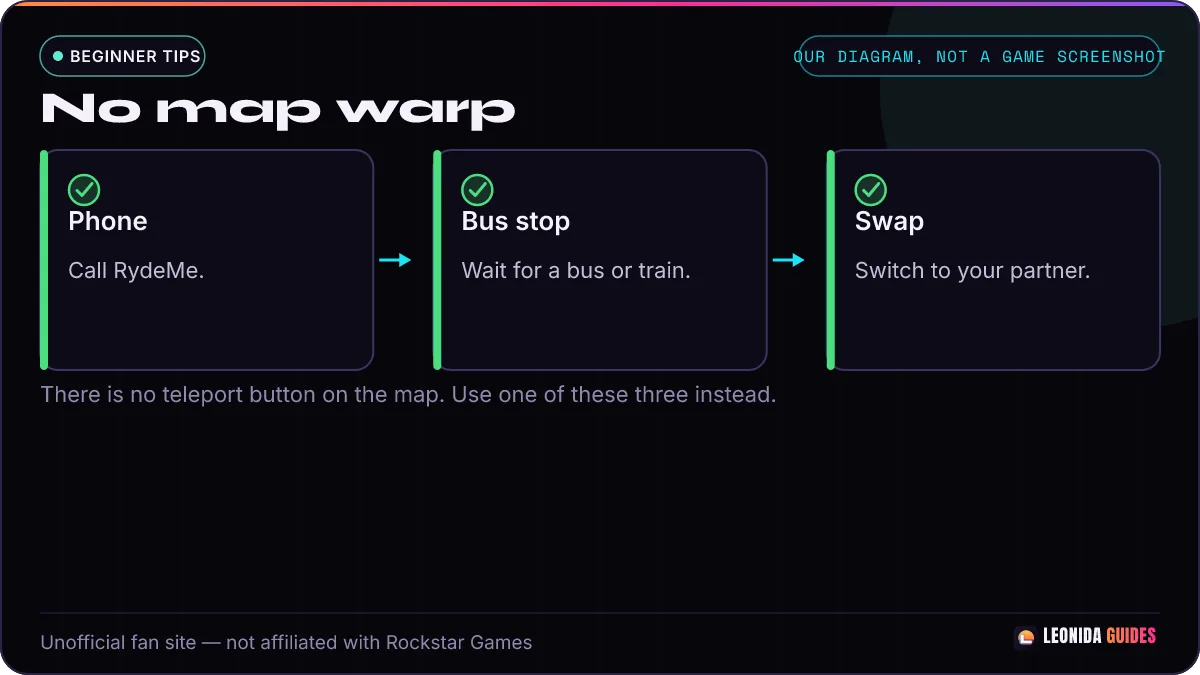 BEGINNER TIPS
OUR DIAGRAM, NOT A GAME SCREENSHOT
No map warp
Phone
Call RydeMe.
Bus stop
Wait for a bus or train.
Swap
Switch to your partner.
There is no teleport button on the map. Use one of these three instead.
Unofficial fan site — not affiliated with Rockstar Games
LEONIDA GUIDES